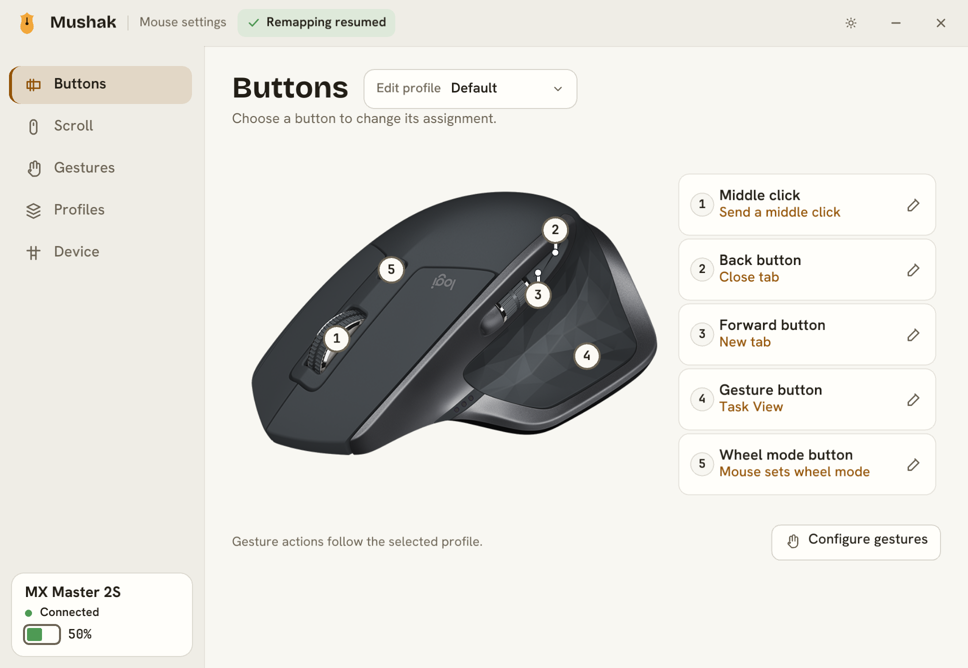 Mushak
Mouse settings
Remapping resumed
Buttons
Scroll
Gestures
Profiles
Device
MX Master 2S
Connected
50%
Buttons
Edit profile Default
Choose a button to change its assignment.
logi
1
2
3
4
5
1 Middle click
Send a middle click
2 Back button
Close tab
3 Forward button
New tab
4 Gesture button
Task View
5 Wheel mode button
Mouse sets wheel mode
Gesture actions follow the selected profile.
Configure gestures